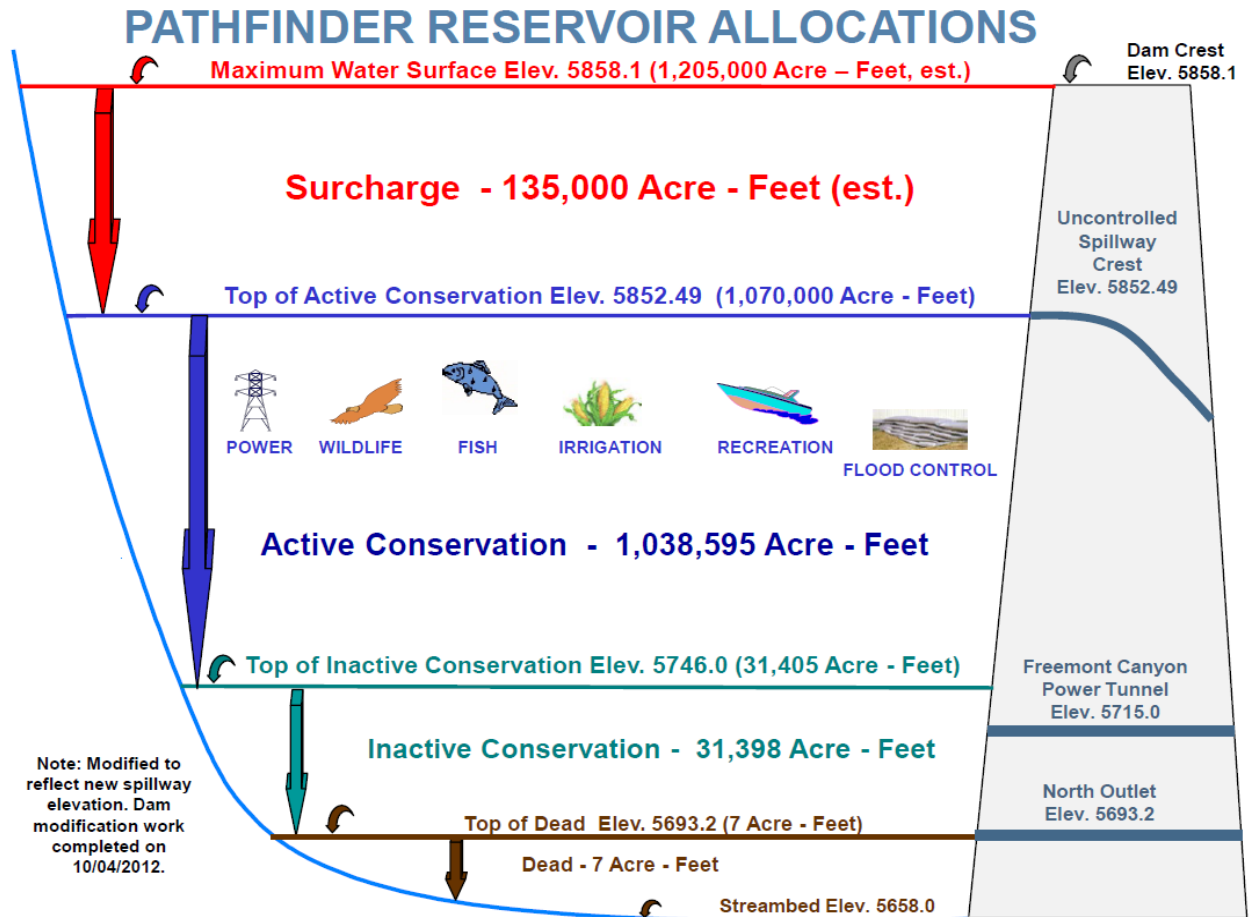 PATHFINDER RESERVOIR ALLOCATIONS
Dam Crest
Elev. 5858.1
Maximum Water Surface Elev. 5858.1 (1,205,000 Acre – Feet, est.)
Surcharge - 135,000 Acre - Feet (est.)
Uncontrolled
Spillway
Crest
Elev. 5852.49
Top of Active Conservation Elev. 5852.49 (1,070,000 Acre - Feet)
POWER
WILDLIFE
FISH
IRRIGATION
RECREATION
FLOOD CONTROL
Active Conservation - 1,038,595 Acre - Feet
Top of Inactive Conservation Elev. 5746.0 (31,405 Acre - Feet)
Freemont Canyon
Power Tunnel
Elev. 5715.0
Inactive Conservation - 31,398 Acre - Feet
Note: Modified to
reflect new spillway
elevation. Dam
modification work
completed on
10/04/2012.
North Outlet
Elev. 5693.2
Top of Dead Elev. 5693.2 (7 Acre - Feet)
Dead - 7 Acre - Feet
Streambed Elev. 5658.0